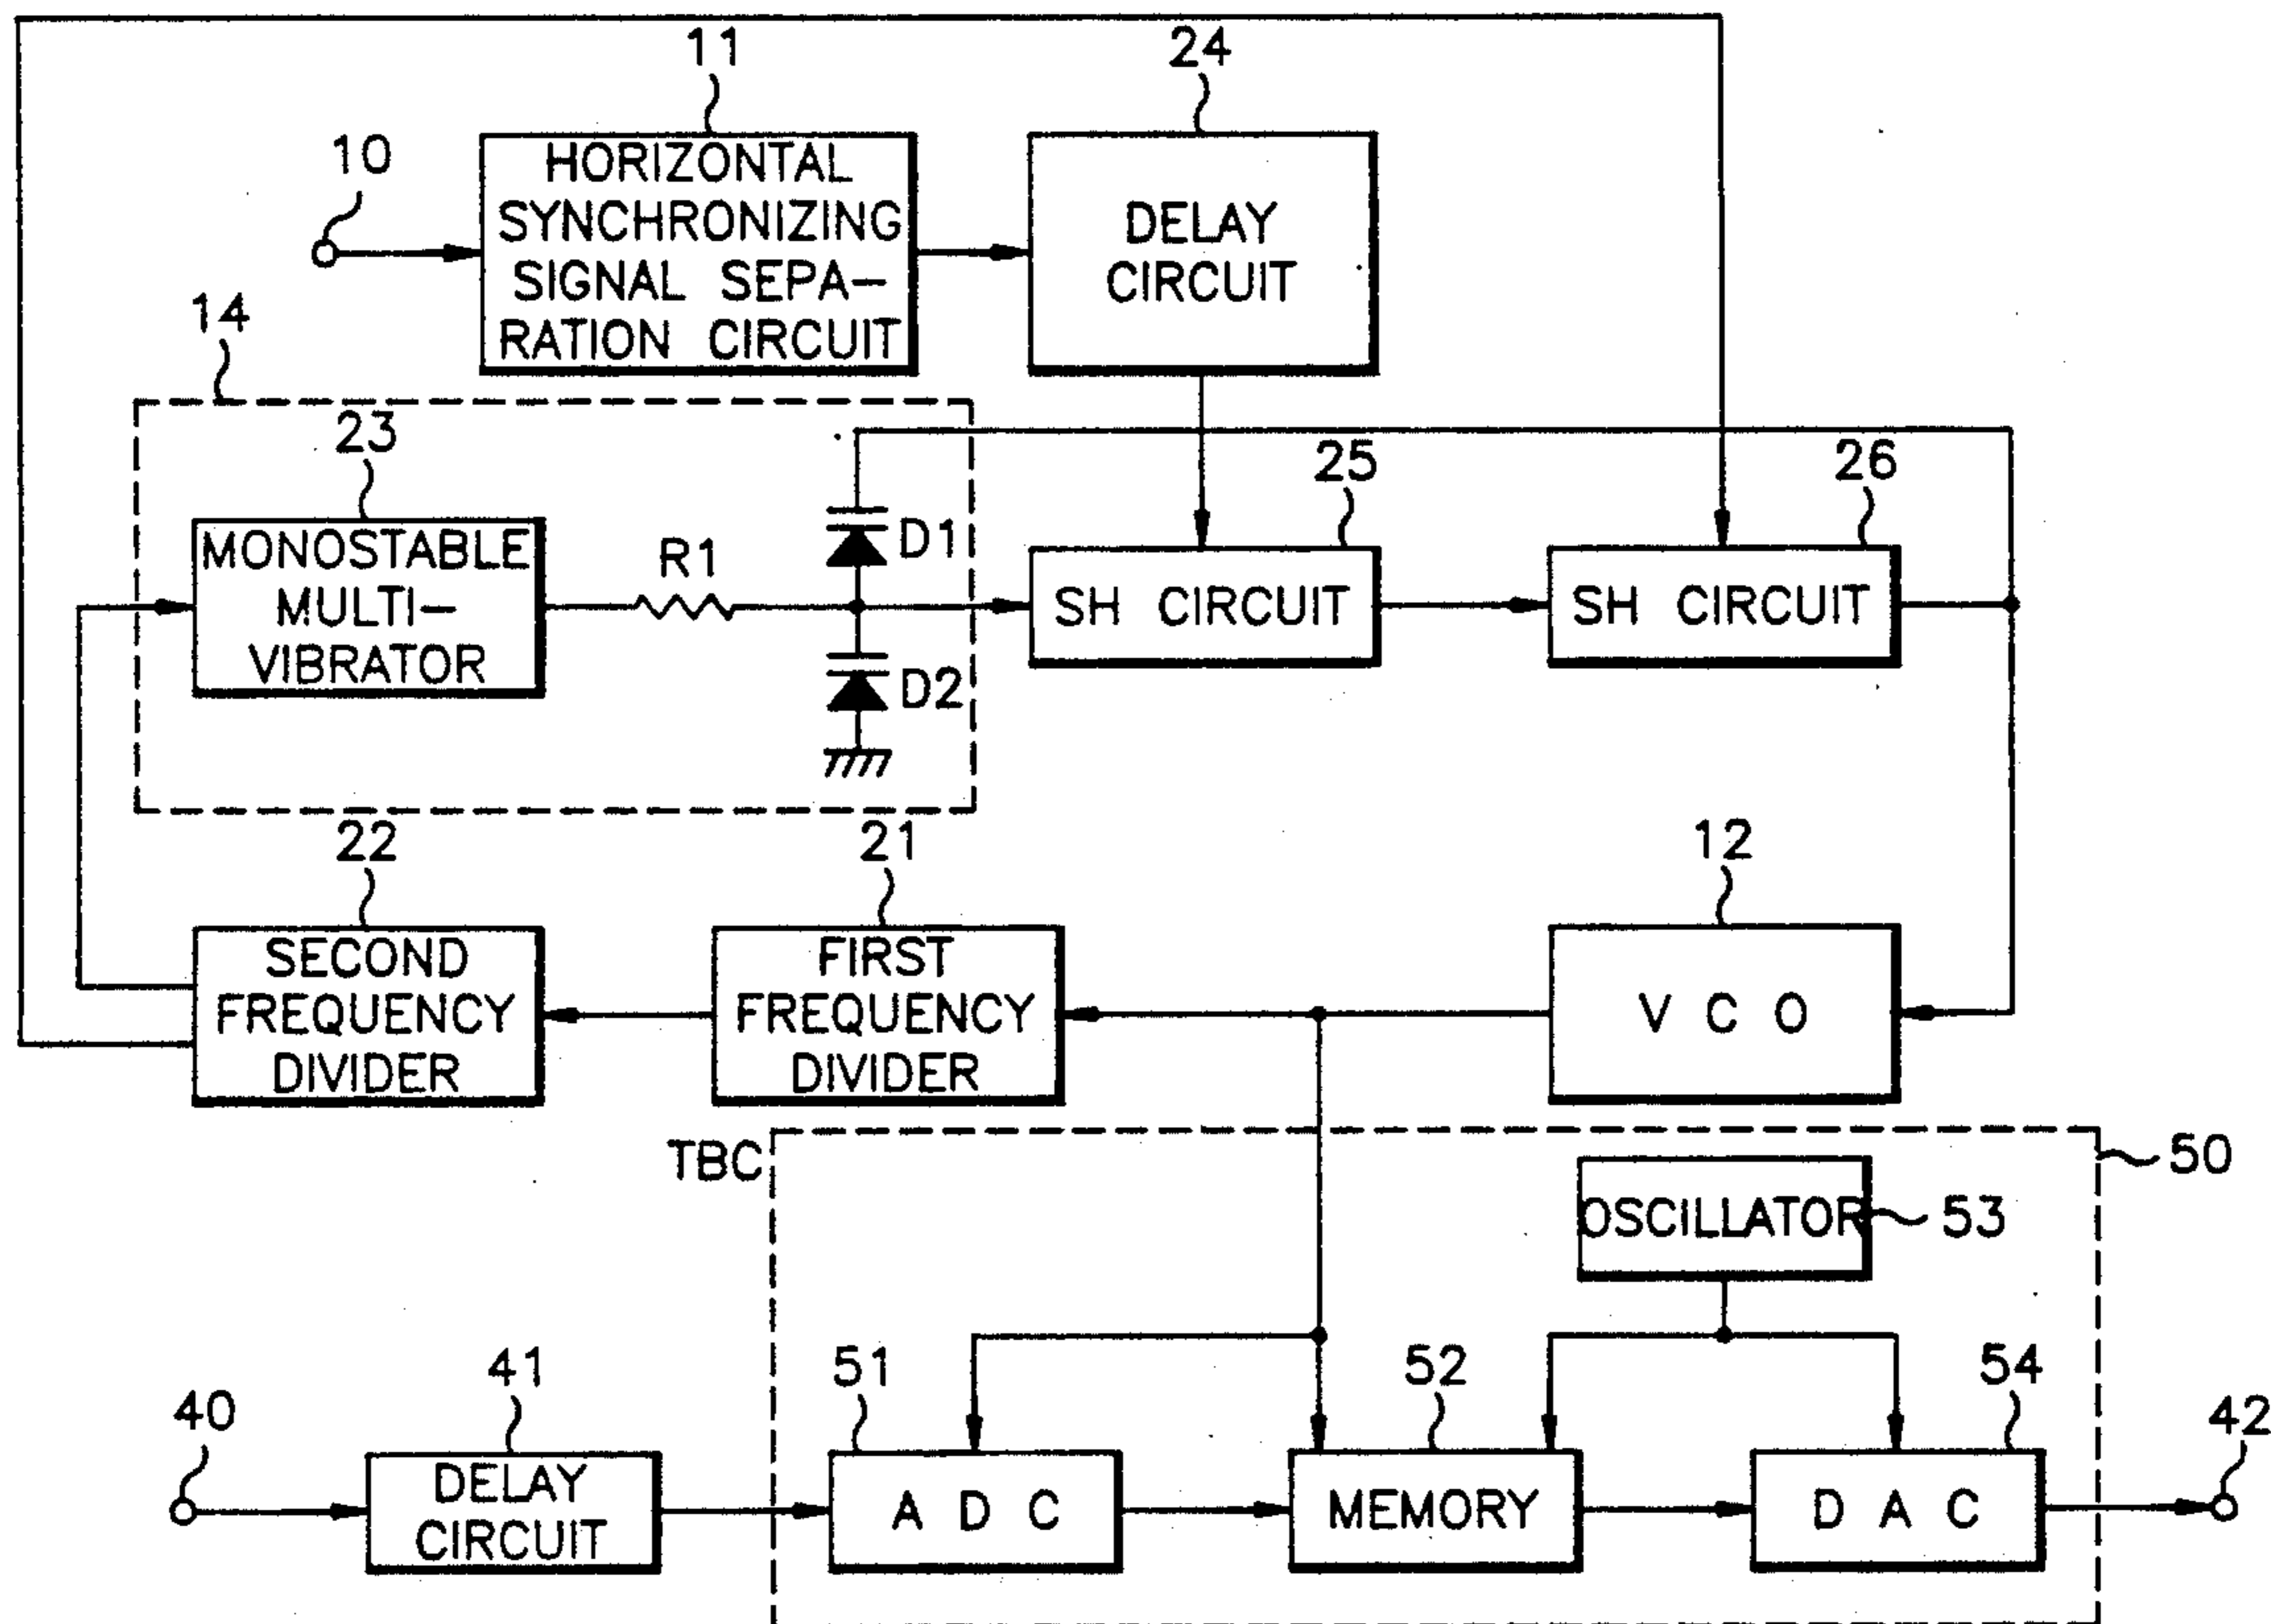 11
24
10
HORIZONTAL
SYNCHRONIZING
SIGNAL SEPA-
RATION CIRCUIT
DELAY
CIRCUIT
14
23
MONOSTABLE
MULTI-
VIBRATOR
R1
D1
D2
25
SH CIRCUIT
26
SH CIRCUIT
22
SECOND
FREQUENCY
DIVIDER
21
FIRST
FREQUENCY
DIVIDER
12
V C O
TBC
50
OSCILLATOR
53
40
41
DELAY
CIRCUIT
51
A D C
52
MEMORY
54
D A C
42